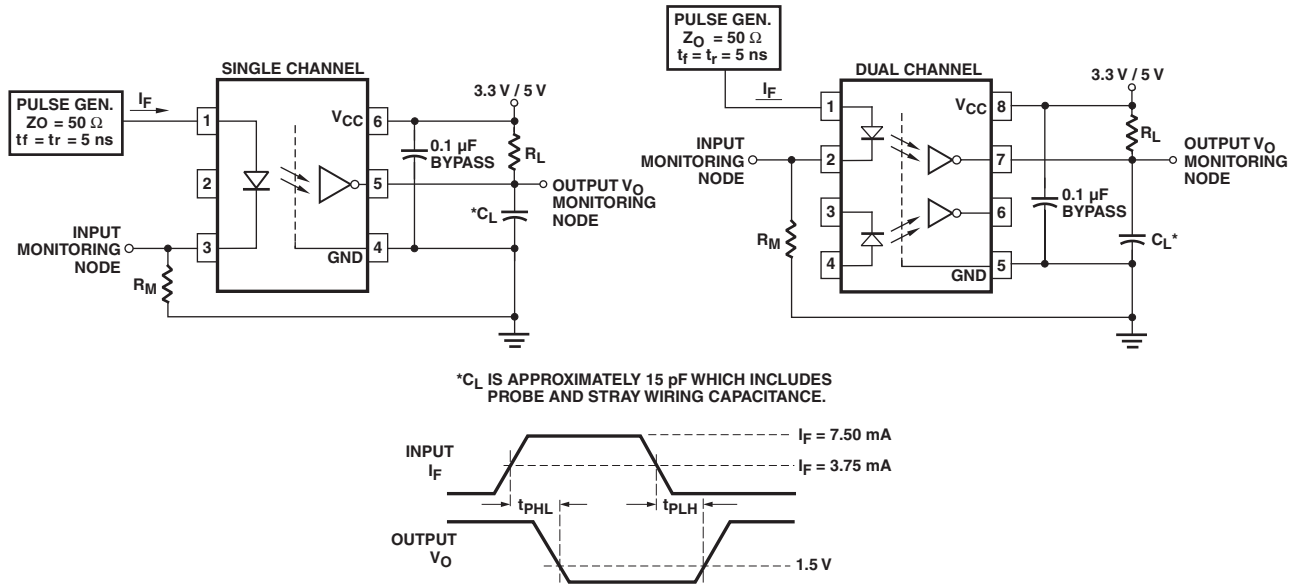 SINGLE CHANNEL
PULSE GEN.
ZO = 50 Ω
tf = tr = 5 ns
IF
1
2
3
VCC 6
5
GND 4
3.3 V / 5 V
0.1 µF
BYPASS
RL
*CL
OUTPUT VO
MONITORING
NODE
INPUT
MONITORING
NODE
RM
PULSE GEN.
ZO = 50 Ω
tf = tr = 5 ns
DUAL CHANNEL
IF
1
2
3
4
VCC 8
7
6
GND 5
3.3 V / 5 V
RL
OUTPUT VO
MONITORING
NODE
0.1 µF
BYPASS
CL*
INPUT
MONITORING
NODE
RM
*CL IS APPROXIMATELY 15 pF WHICH INCLUDES
PROBE AND STRAY WIRING CAPACITANCE.
INPUT
IF
IF = 7.50 mA
IF = 3.75 mA
tPHL
tPLH
OUTPUT
VO
1.5 V